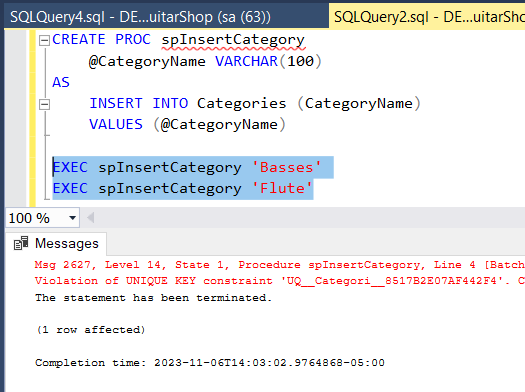 SQLQuery4.sql - DE...uitarShop (sa (63))
SQLQuery2.sql - DE...uitarShop
CREATE PROC spInsertCategory
@CategoryName VARCHAR(100)
AS
INSERT INTO Categories (CategoryName)
VALUES (@CategoryName)
EXEC spInsertCategory 'Basses'
EXEC spInsertCategory 'Flute'
100 %
Messages
Msg 2627, Level 14, State 1, Procedure spInsertCategory, Line 4 [Batch
Violation of UNIQUE KEY constraint 'UQ__Categori__8517B2E07AF442F4'. C
The statement has been terminated.
(1 row affected)
Completion time: 2023-11-06T14:03:02.9764868-05:00